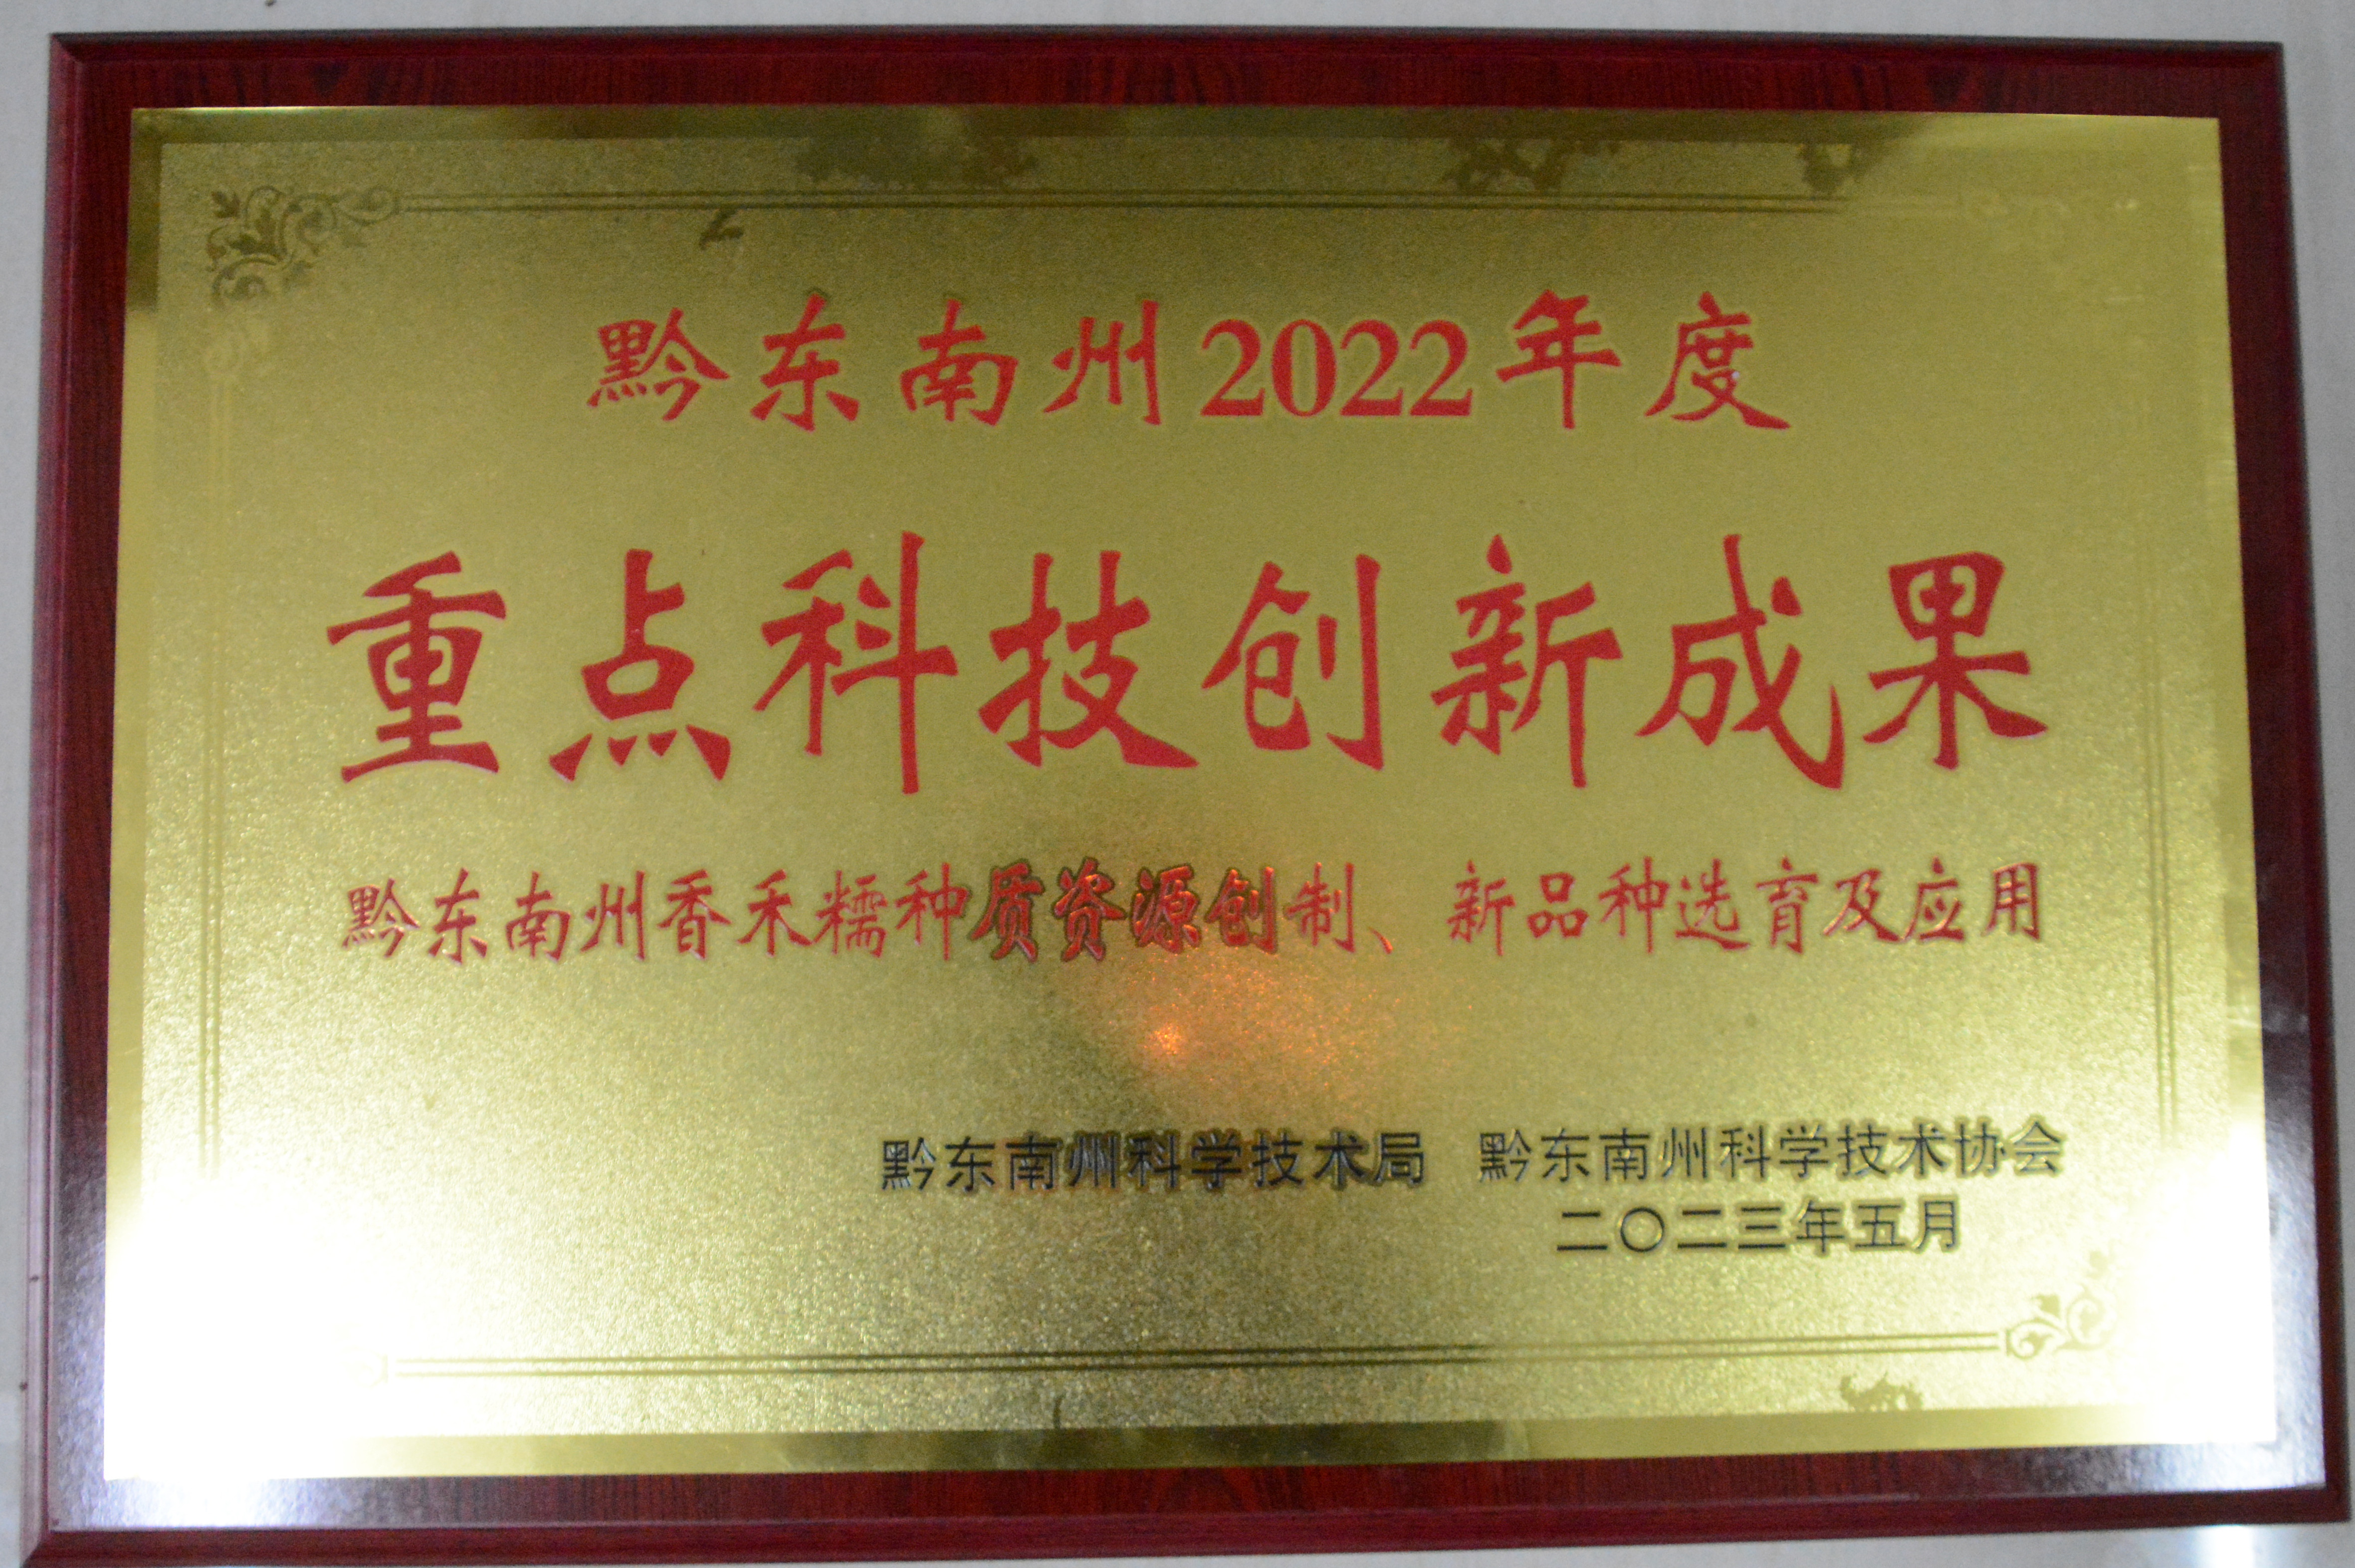 黔东南州2022年度
重点科技创新成果
黔东南州香禾糯种质资源创制、新品种选育及应用
黔东南州科学技术局 黔东南州科学技术协会
二〇二三年五月